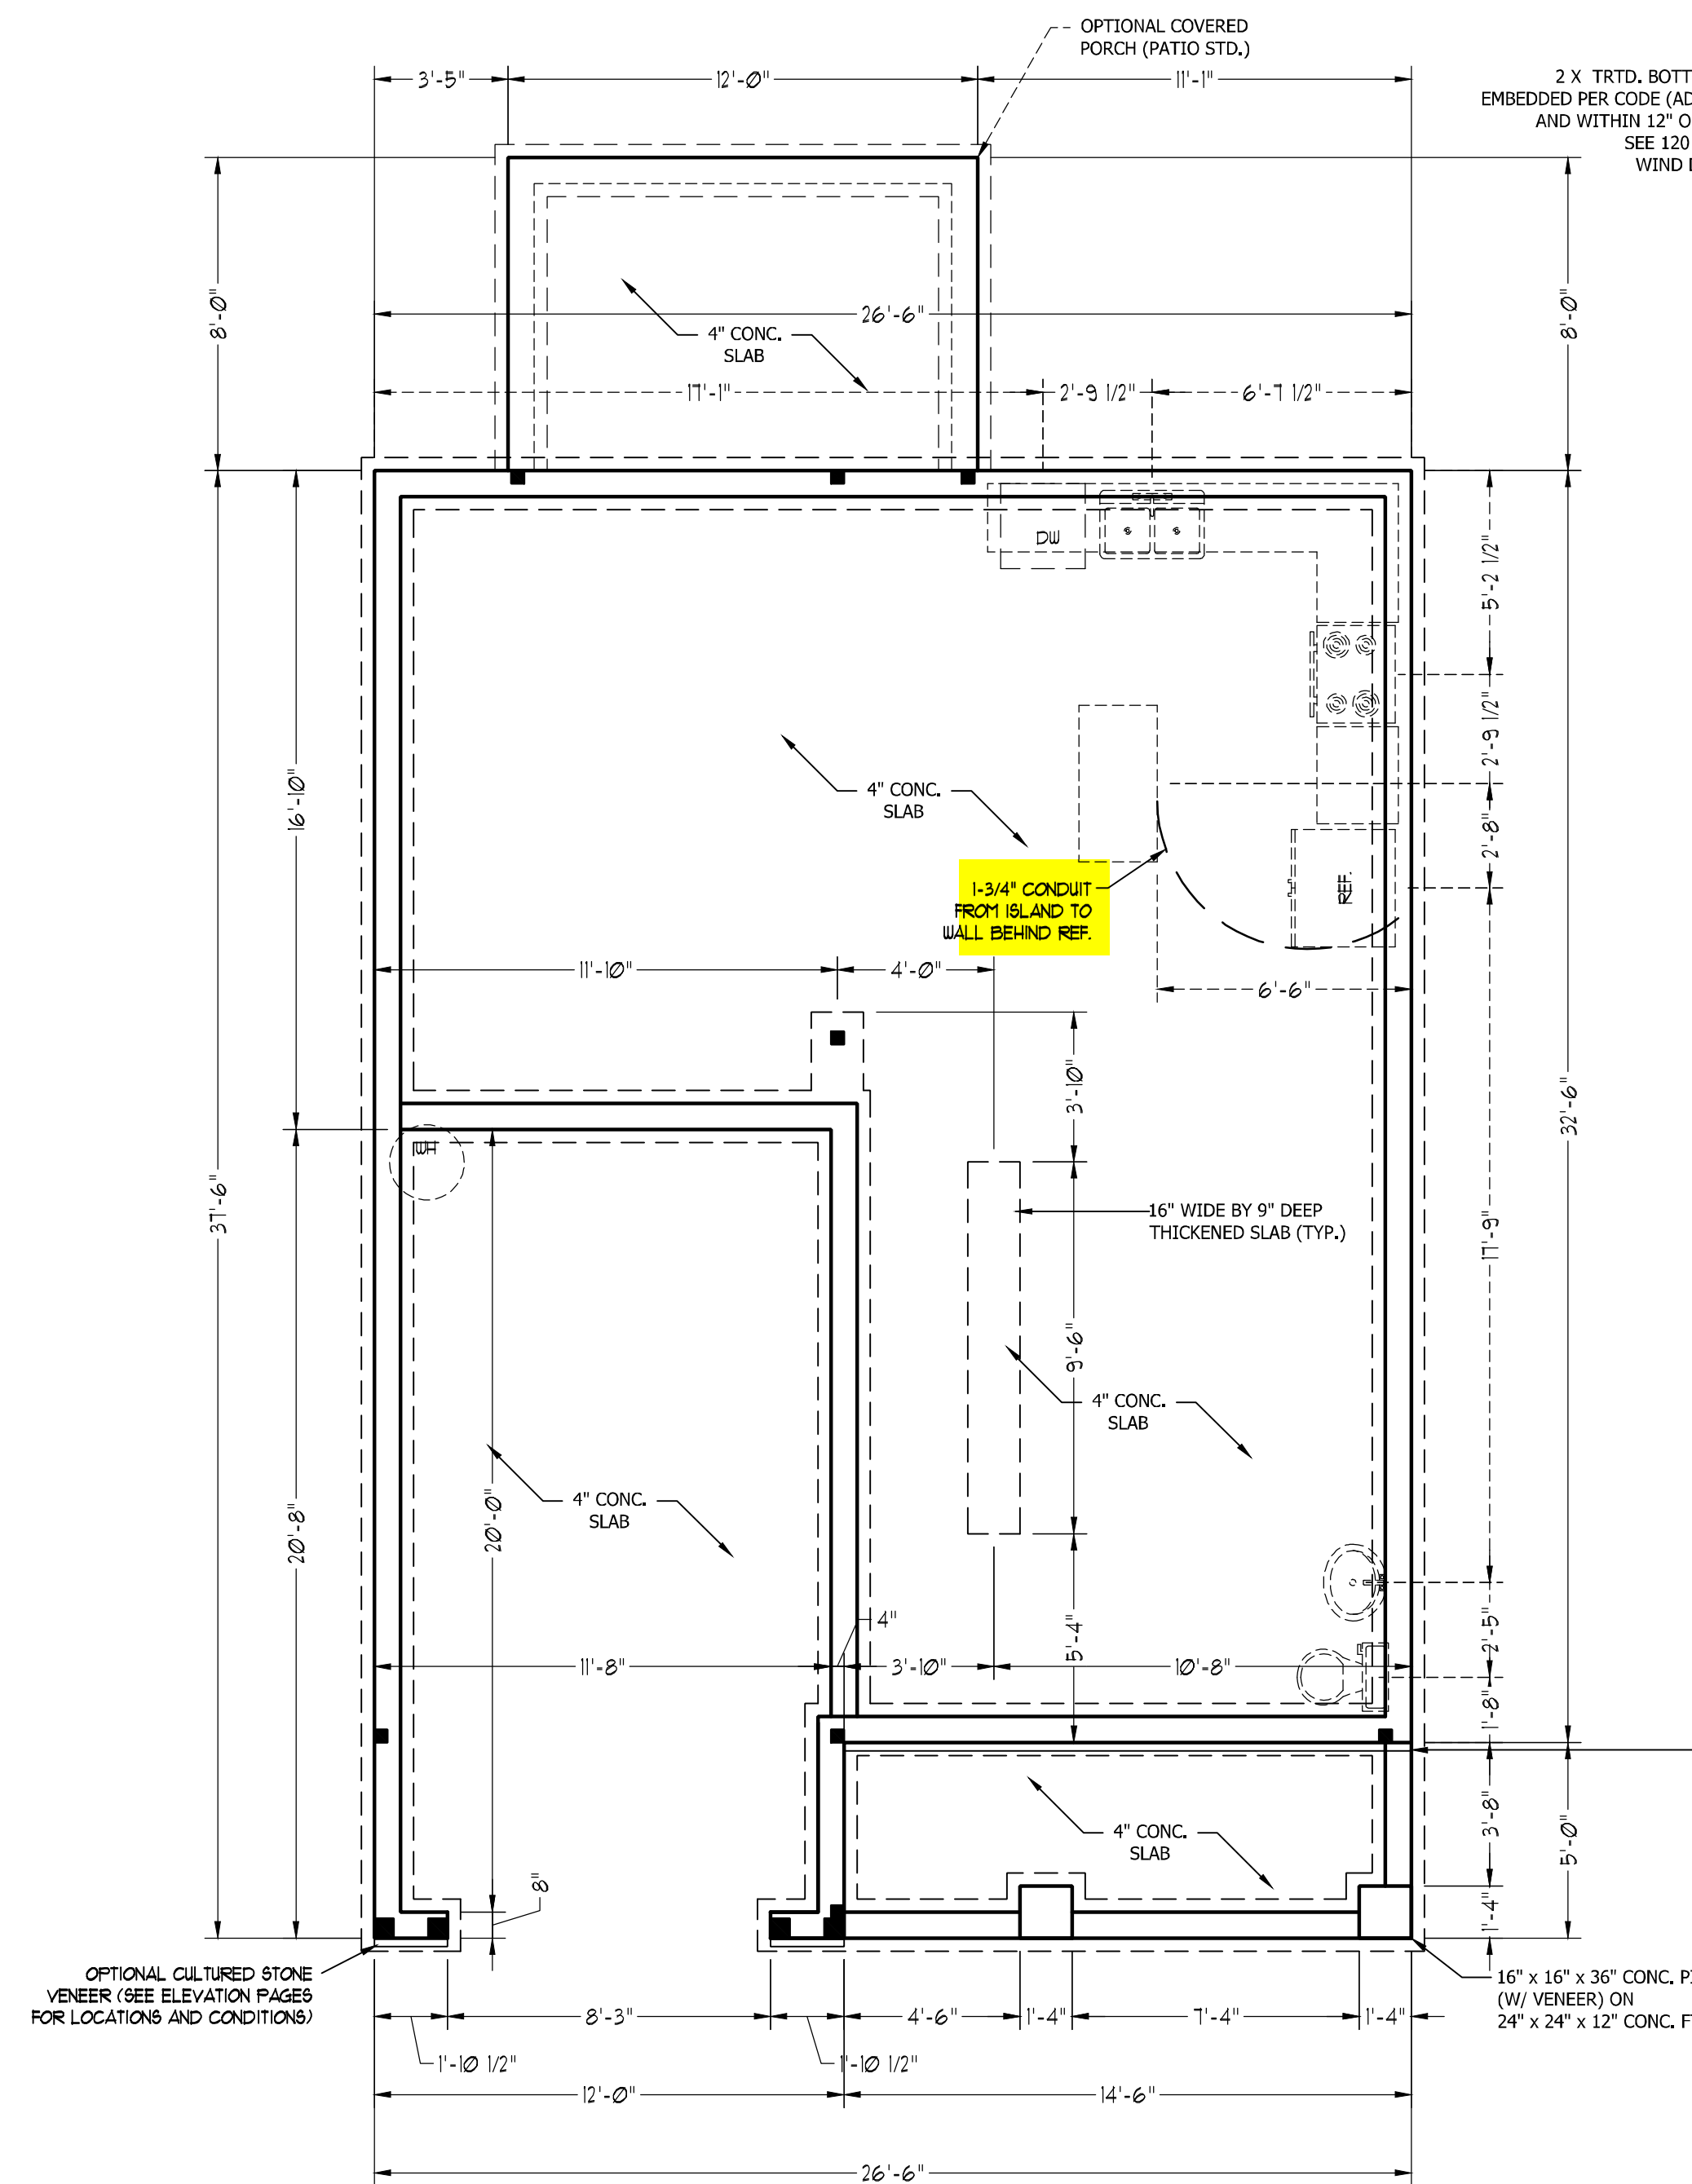 OPTIONAL COVERED
PORCH (PATIO STD.)
3'-5"
12'-0"
11'-1"
2 X TRTD. BOTT
EMBEDDED PER CODE (AD
AND WITHIN 12" O
SEE 120
WIND
8'-0"
26'-6"
8'-0"
4" CONC.
SLAB
17'-1"
2'-9 1/2"
6'-7 1/2"
DW
5'-2 1/2"
2'-9 1/2"
16'-10"
4" CONC.
SLAB
2'-8"
REF.
1-3/4" CONDUIT
FROM ISLAND TO
WALL BEHIND REF.
11'-10"
4'-0"
6'-6"
3'-10"
32'-6"
WH
37'-6"
16" WIDE BY 9" DEEP
THICKENED SLAB (TYP.)
17'-9"
9'-6"
4" CONC.
SLAB
20'-8"
20'-0"
4" CONC.
SLAB
4"
5'-4"
2'-5"
11'-8"
3'-10"
10'-8"
1'-8"
3'-8"
5'-0"
4" CONC.
SLAB
8"
1'-4"
OPTIONAL CULTURED STONE
VENEER (SEE ELEVATION PAGES
FOR LOCATIONS AND CONDITIONS)
16" x 16" x 36" CONC. PI
(W/ VENEER) ON
24" x 24" x 12" CONC. F
8'-3"
4'-6"
1'-4"
7'-4"
1'-4"
1'-10 1/2"
1'-10 1/2"
12'-0"
14'-6"
26'-6"